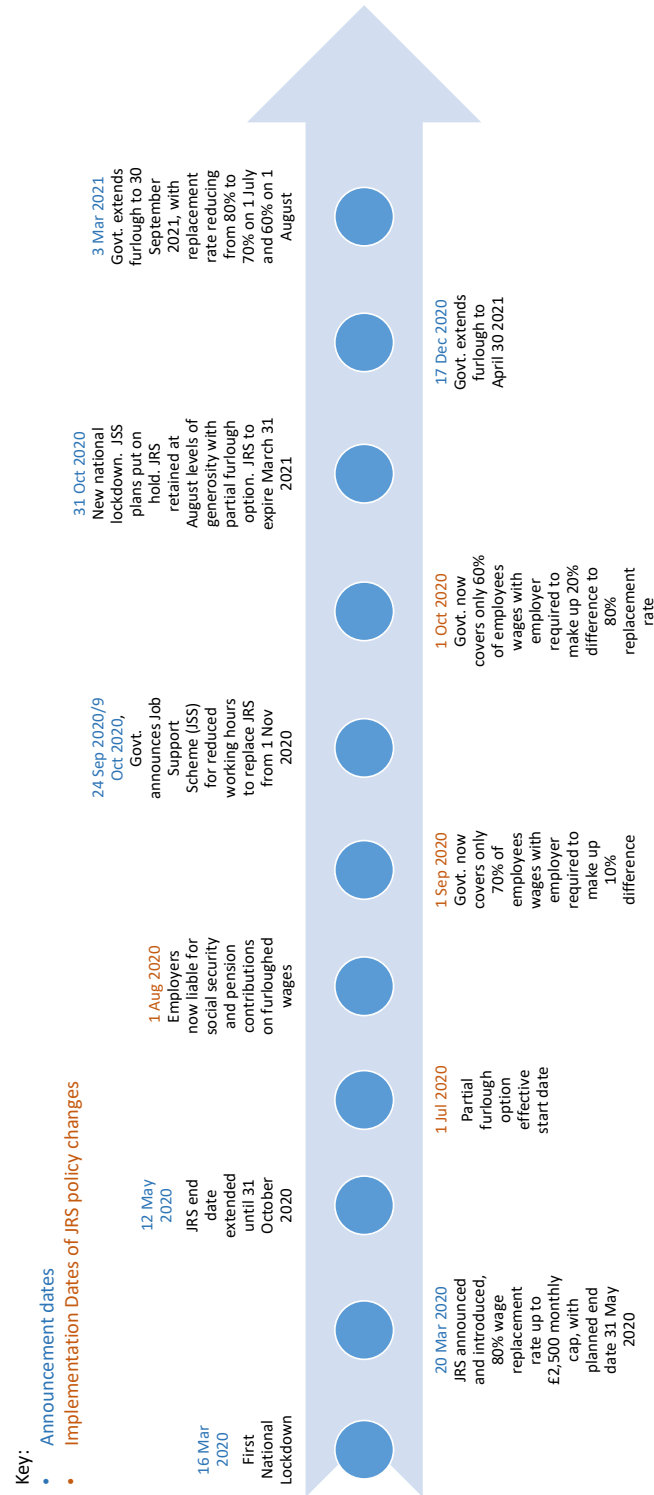 Key:
• Announcement dates
• Implementation Dates of JRS policy changes
16 Mar
2020
First
National
Lockdown
20 Mar 2020
JRS announced
and introduced,
80% wage
replacement
rate up to
£2,500 monthly
cap, with
planned end
date 31 May
2020
12 May
2020
JRS end
date
extended
until 31
October
2020
1 Jul 2020
Partial
furlough
option
effective
start date
1 Aug 2020
Employers
now liable for
social security
and pension
contributions
on furloughed
wages
1 Sep 2020
Govt. now
covers only
70% of
employees
wages with
employer
required to
make up
10%
difference
24 Sep 2020/9
Oct 2020,
Govt.
announces Job
Support
Scheme (JSS)
for reduced
working hours
to replace JRS
from 1 Nov
2020
1 Oct 2020
Govt. now
covers only 60%
of employees
wages with
employer
required to
make up 20%
difference to
80%
replacement
rate
31 Oct 2020
New national
lockdown. JSS
plans put on
hold. JRS
retained at
August levels of
generosity with
partial furlough
option. JRS to
expire March 31
2021
17 Dec 2020
Govt. extends
furlough to
April 30 2021
3 Mar 2021
Govt. extends
furlough to 30
September
2021, with
replacement
rate reducing
from 80% to
70% on 1 July
and 60% on 1
August